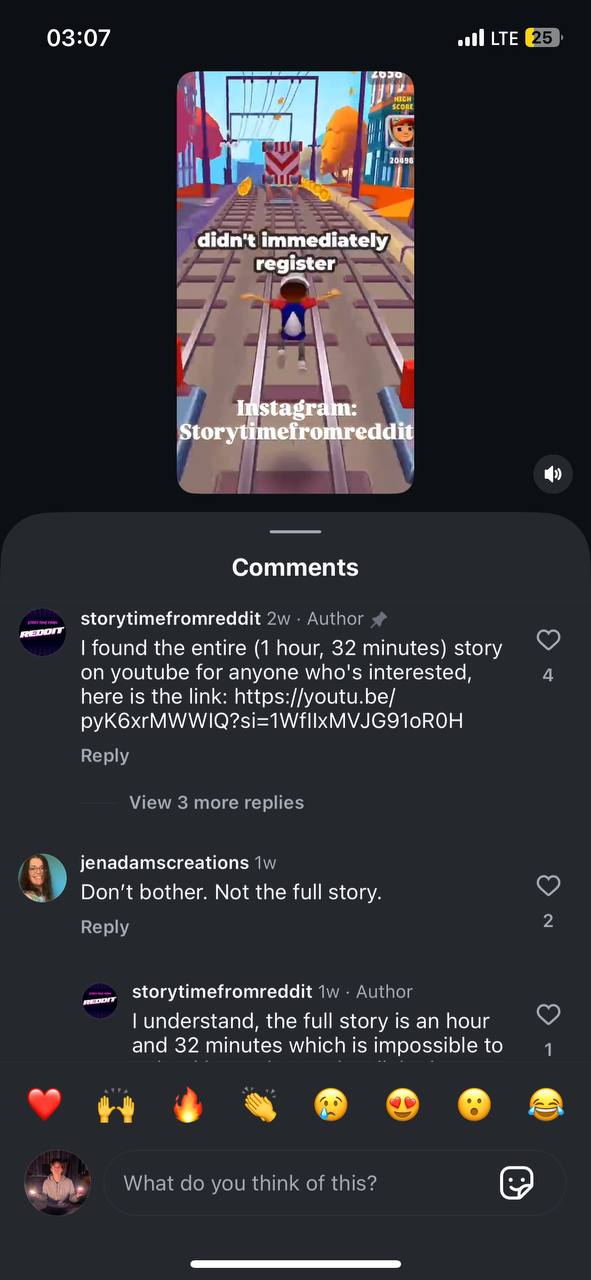 03:07
LTE 25
2658
HIGH
SCORE
20498
didn't immediately
register
Instagram:
Storytimefromreddit
Comments
storytimefromreddit 2w · Author
REDDIT
I found the entire (1 hour, 32 minutes) story
on youtube for anyone who's interested,
here is the link: https://youtu.be/
pyK6xrMWWIQ?si=1WfIIxMVJG91oR0H
4
Reply
View 3 more replies
jenadamscreations 1w
Don’t bother. Not the full story.
2
Reply
storytimefromreddit 1w · Author
REDDIT
I understand, the full story is an hour
and 32 minutes which is impossible to
1
What do you think of this?